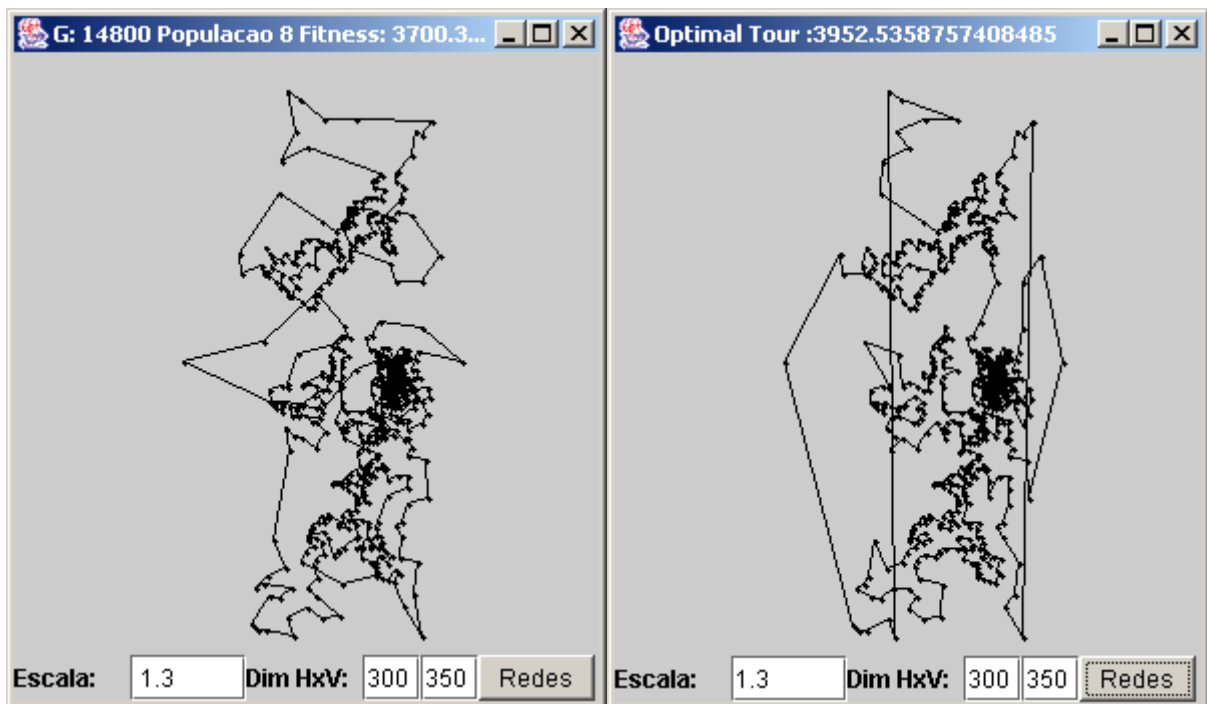 G: 14800 Populacao 8 Fitness: 3700.3...
Optimal Tour :3952.5358757408485
Escala: 1.3 Dim HxV: 300 350 Redes
Escala: 1.3 Dim HxV: 300 350 Redes